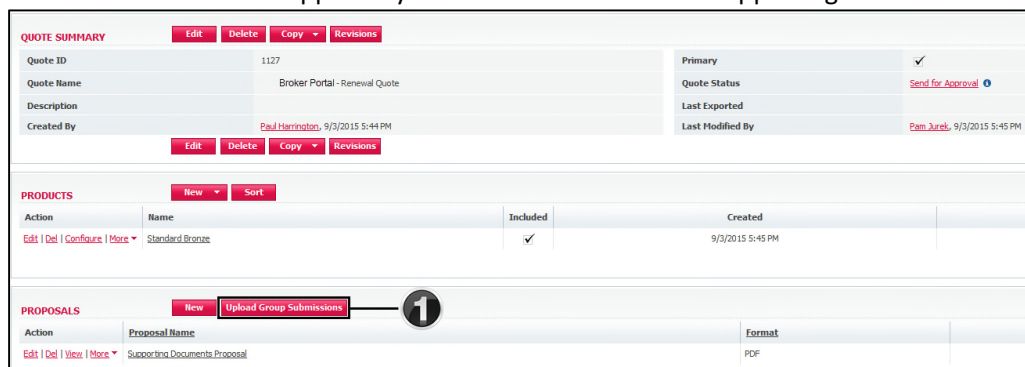 QUOTE SUMMARY Edit Delete Copy Revisions
Quote ID 1127 Primary
Quote Name Broker Portal - Renewal Quote Quote Status Send for Approval
Description Last Exported
Created By Paul Harrington, 9/3/2015 5:44 PM Last Modified By Pam Jurek, 9/3/2015 5:45 PM
Edit Delete Copy Revisions
PRODUCTS New Sort
Action Name Included Created
Edit | Del | Configure | More Standard Bronze 9/3/2015 5:45 PM
PROPOSALS New Upload Group Submissions 1
Action Proposal Name Format
Edit | Del | View | More Supporting Documents Proposal PDF